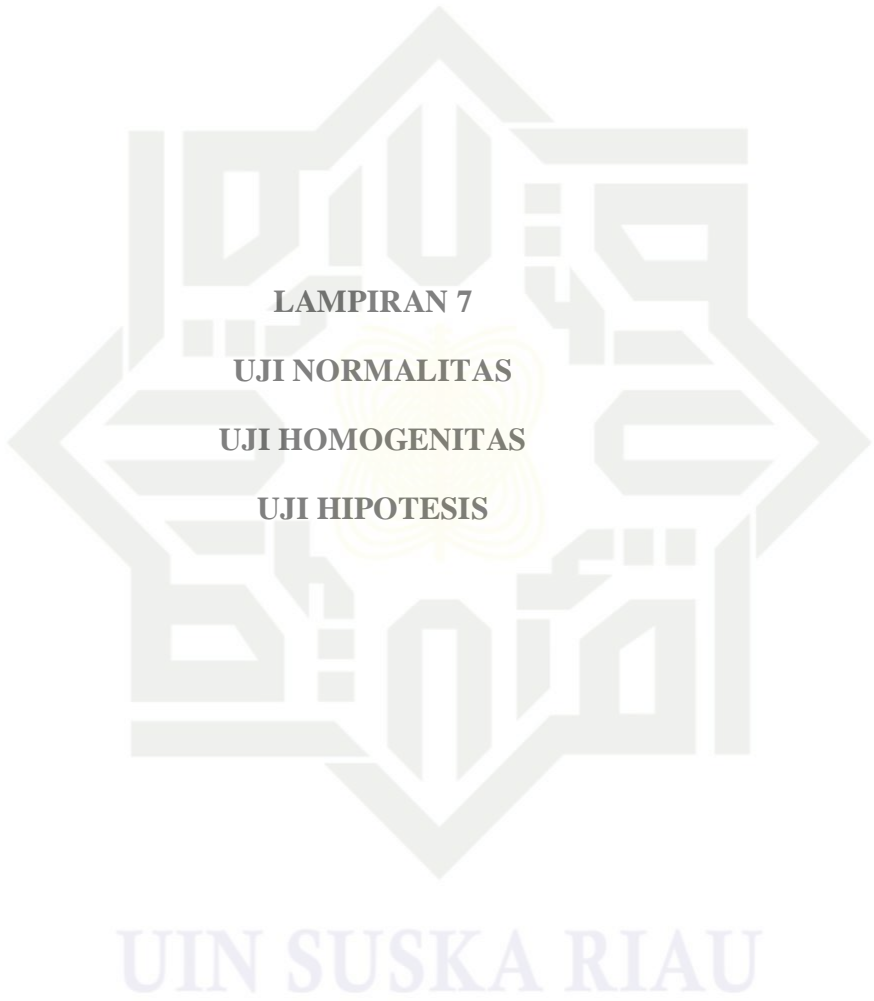 LAMPIRAN 7
UJI NORMALITAS
UJI HOMOGENITAS
UJI HIPOTESIS
UIN SUSKA RIAU